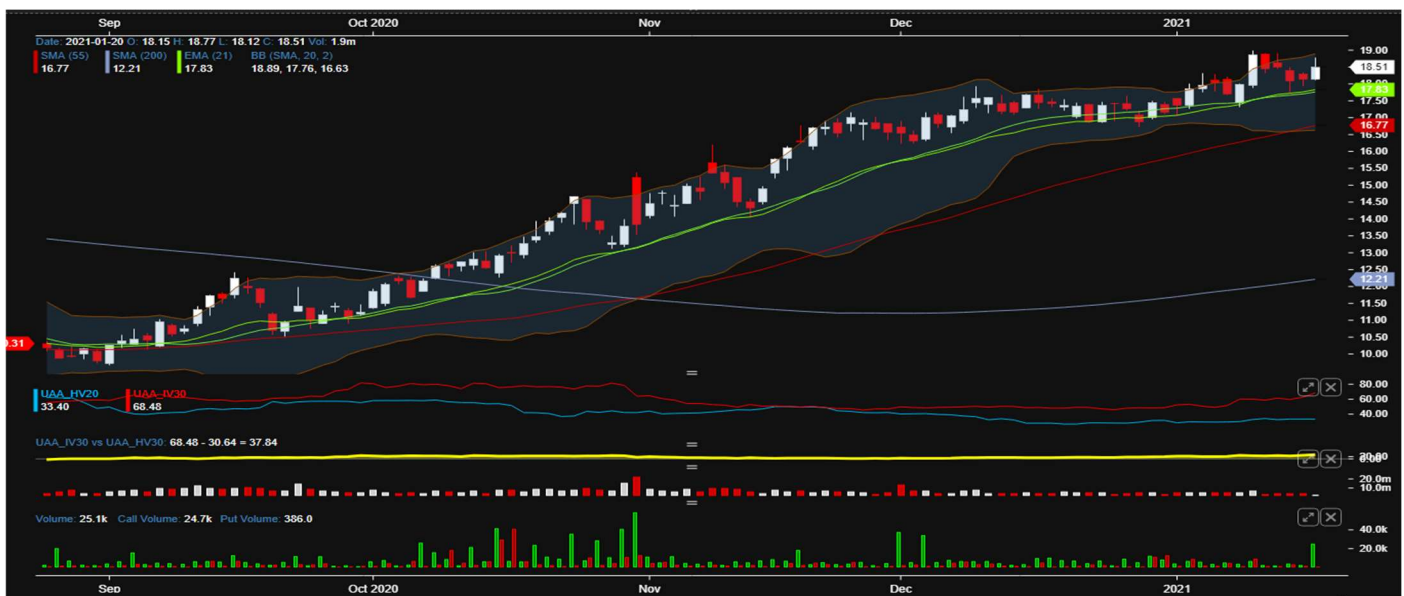 Sep Oct 2020 Nov Dec 2021
Date: 2021-01-20 O: 18.15 H: 18.77 L: 18.12 C: 18.51 Vol: 1.9m
SMA (55) SMA (200) EMA (21) BB (SMA, 20, 2)
16.77 12.21 17.83 18.89, 17.76, 16.63
19.00
18.51
17.83
17.50
17.00
16.77
16.50
16.00
15.50
15.00
14.50
14.00
13.50
13.00
12.50
12.21
11.50
11.00
10.50
0.31
10.00
80.00
UAA_HV20 UAA_IV30
60.00
33.40 68.48
40.00
UAA_IV30 vs UAA_HV30: 68.48 - 30.64 = 37.84
20.0m
10.0m
Volume: 25.1k Call Volume: 24.7k Put Volume: 386.0
40.0k
20.0k
Sep Oct 2020 Nov Dec 2021